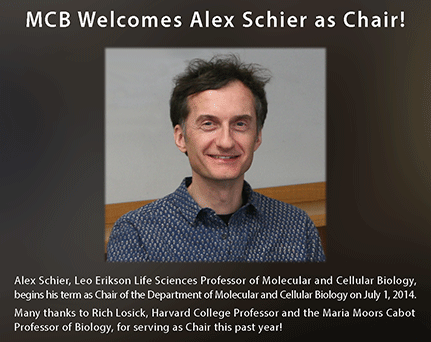 MCB Welcomes Alex Schier as Chair!
Alex Schier, Leo Erikson Life Sciences Professor of Molecular and Cellular Biology,
begins his term as Chair of the Department of Molecular and Cellular Biology on July 1, 2014.
Many thanks to Rich Losick, Harvard College Professor and the Maria Moors Cabot
Professor of Biology, for serving as Chair this past year!